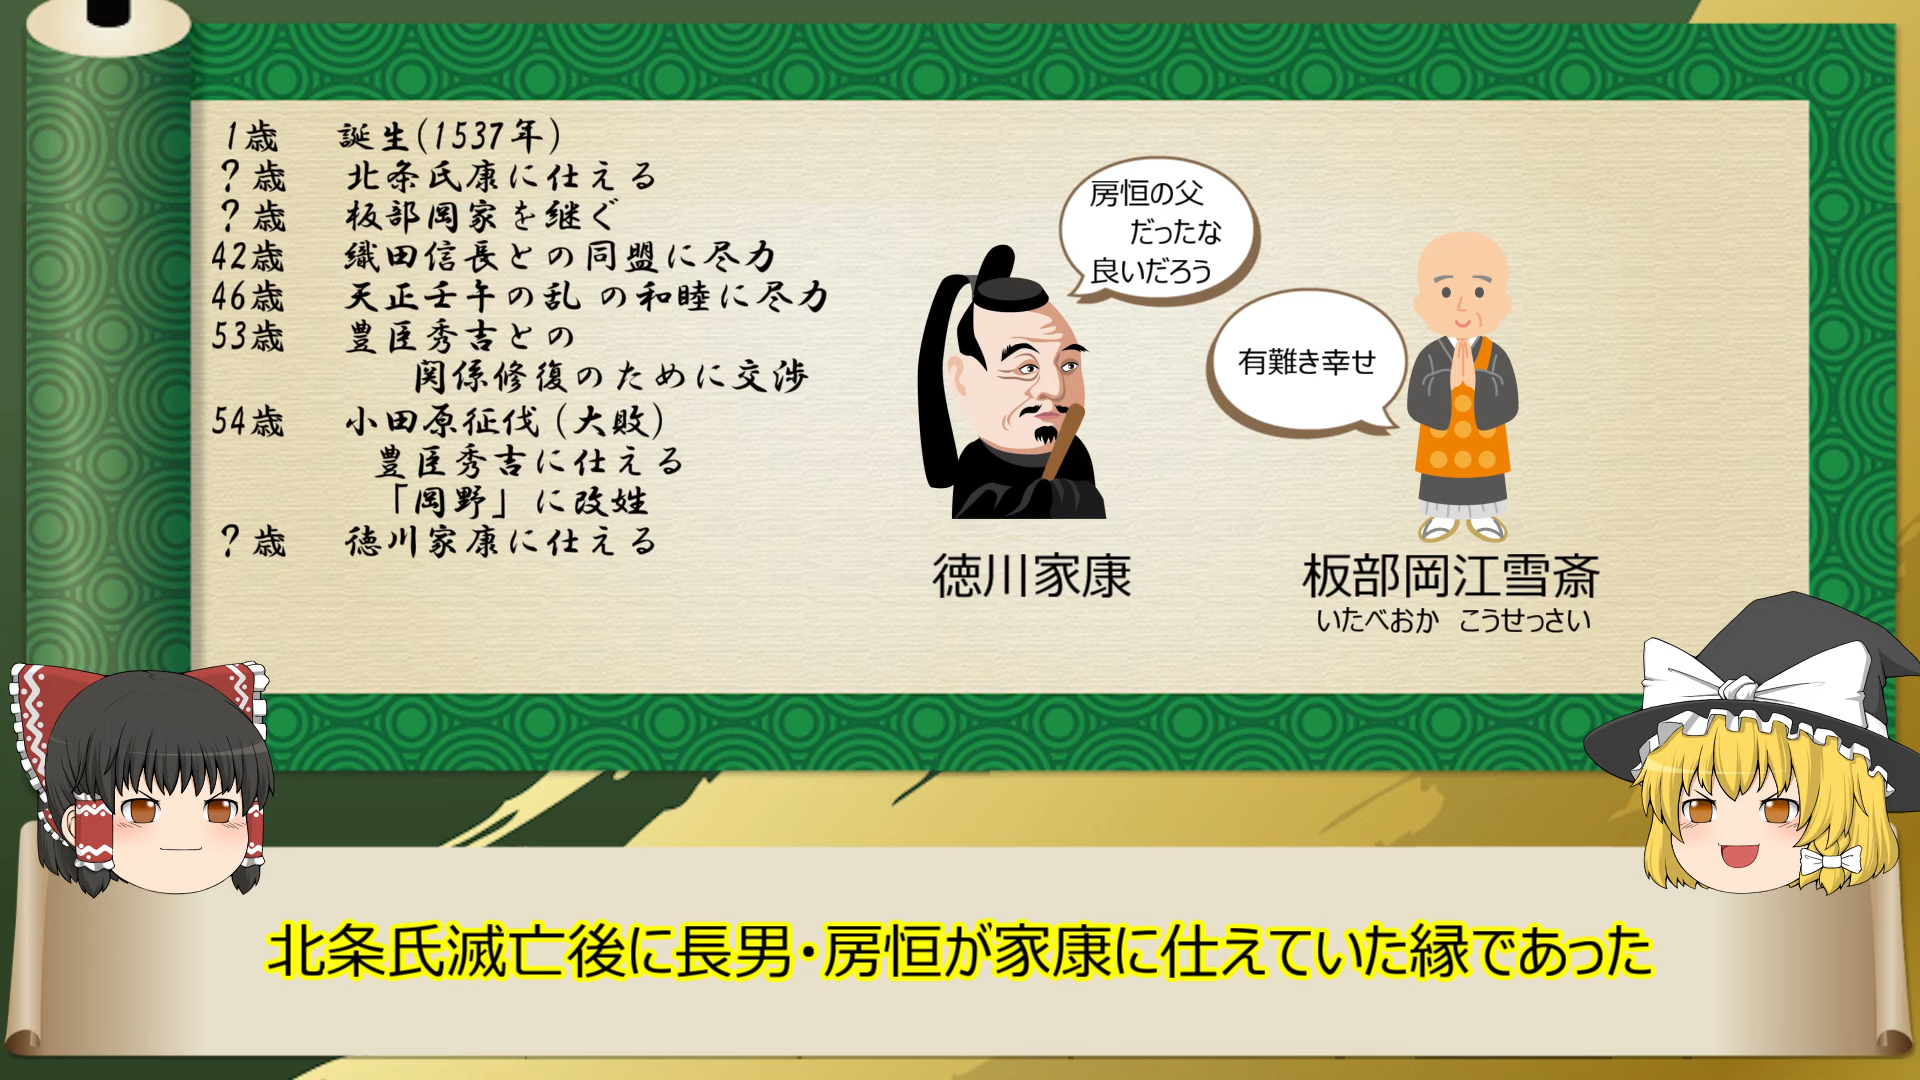 1歳 誕生(1537年)
?歳 北条氏康に仕える
?歳 板部岡家を継ぐ
42歳 織田信長との同盟に尽力
46歳 天正壬午の乱の和睦に尽力
53歳 豊臣秀吉との
関係修復のために交渉
54歳 小田原征伐(大敗)
豊臣秀吉に仕える
「岡野」に改姓
?歳 徳川家康に仕える
房恒の父
だったな
良いだろう
有難き幸せ
徳川家康
板部岡江雪斎
いたべおか こうせっさい
北条氏滅亡後に長男・房恒が家康に仕えていた縁であった